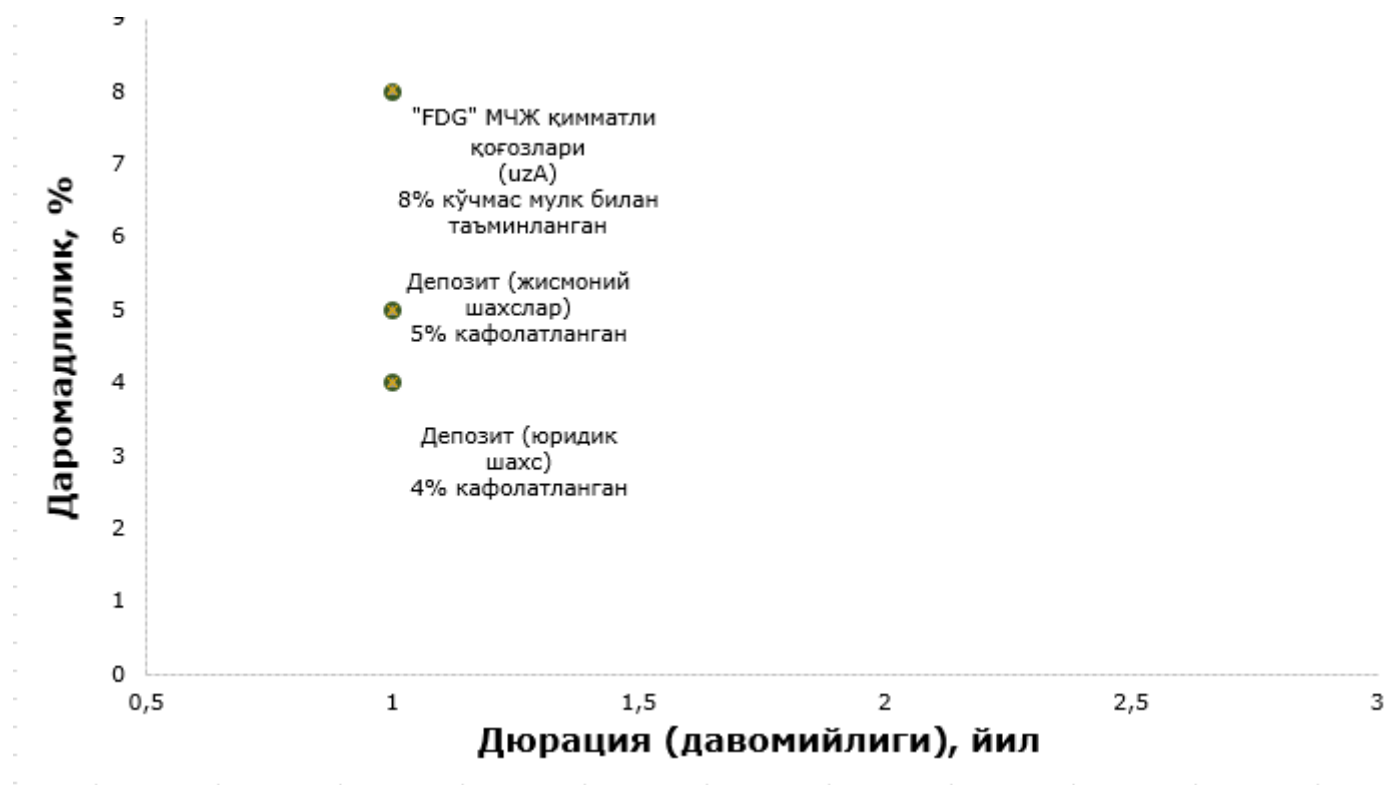 9
8
7
6
5
4
3
2
1
0
Даромадлилик, %
"FDG" МЧЖ қимматли
қоғозлари
(uzA)
8% кўчмас мулк билан
таъминланган
Депозит (жисмоний
шахслар)
5% кафолатланган
Депозит (юридик
шахс)
4% кафолатланган
0,5 1 1,5 2 2,5 3
Дюрация (давомийлиги), йил